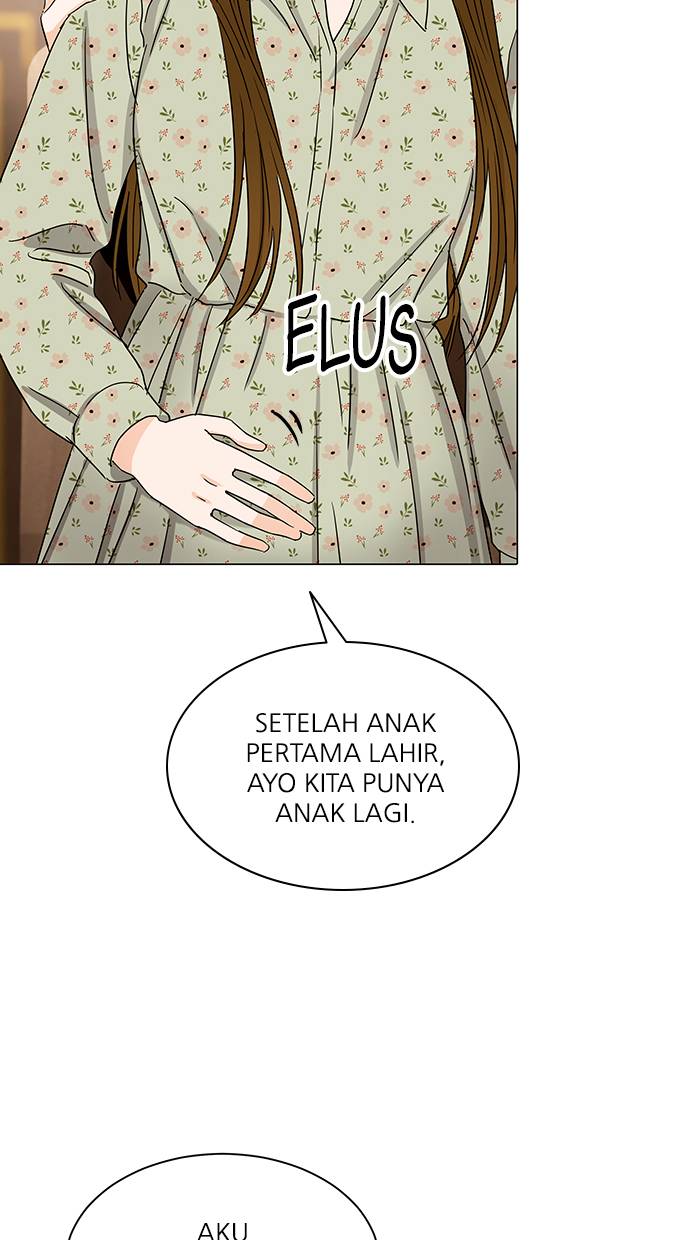 ELUS
SETELAH ANAK
PERTAMA LAHIR,
AYO KITA PUNYA
ANAK LAGI.
AKU